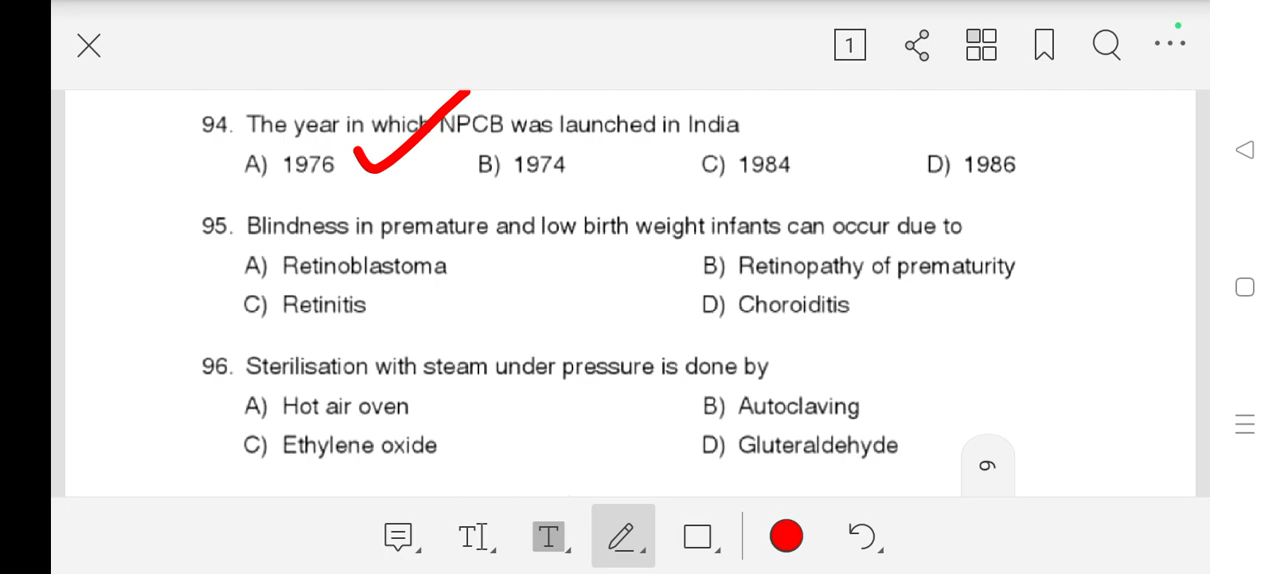 1
94. The year in which NPCB was launched in India
A) 1976 B) 1974 C) 1984 D) 1986
95. Blindness in premature and low birth weight infants can occur due to
A) Retinoblastoma B) Retinopathy of prematurity
C) Retinitis D) Choroiditis
96. Sterilisation with steam under pressure is done by
A) Hot air oven B) Autoclaving
C) Ethylene oxide D) Gluteraldehyde
6
T T